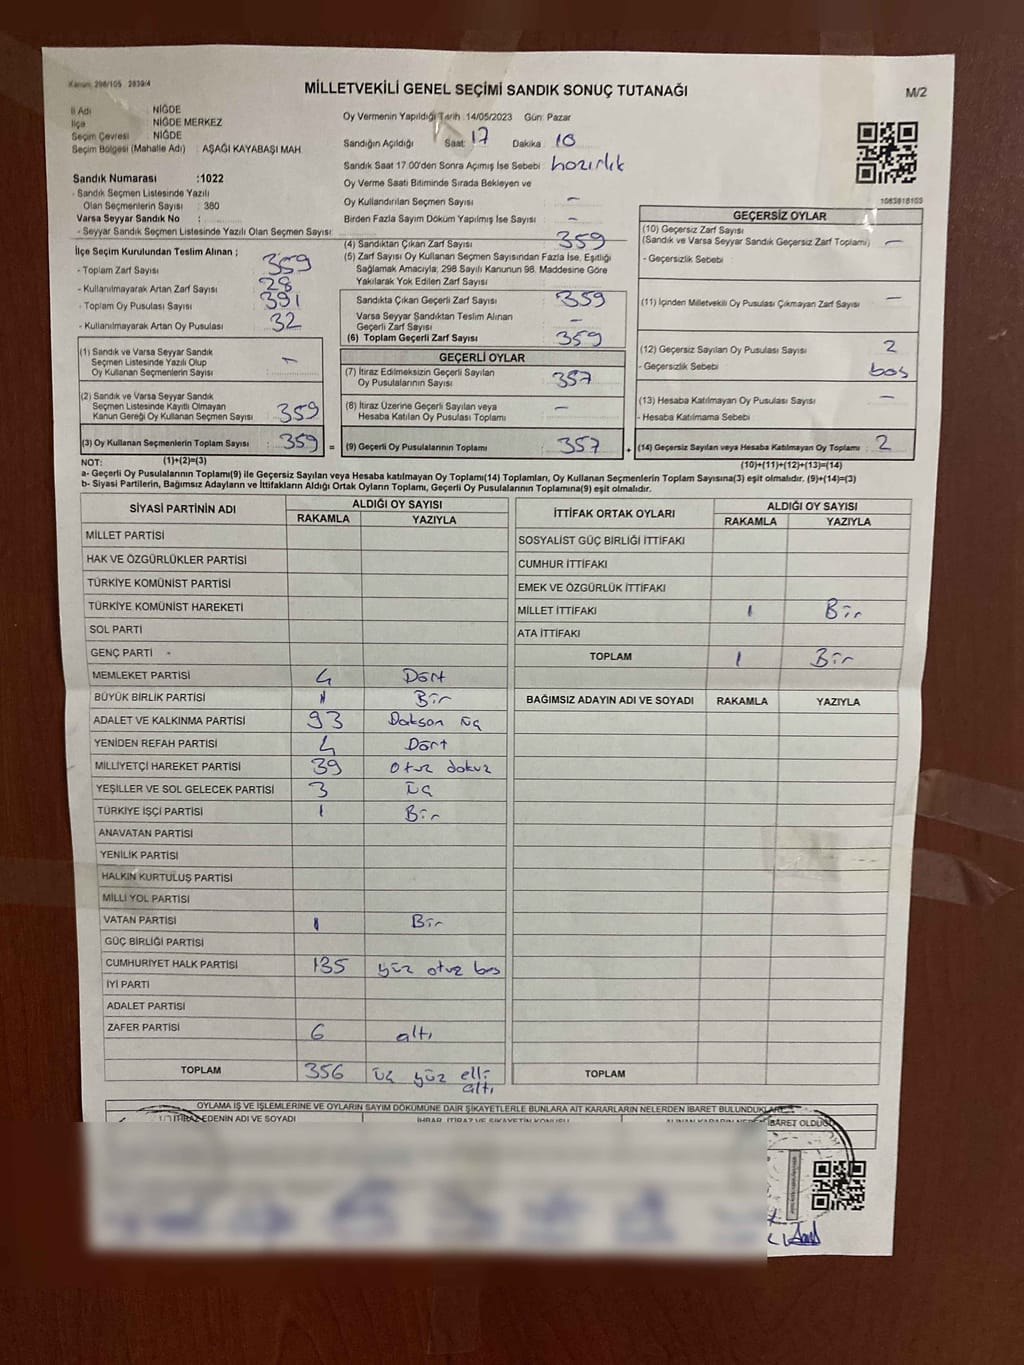 Kanun: 298/105 2839/4
MİLLETVEKİLİ GENEL SEÇİMİ SANDIK SONUÇ TUTANAĞI
M/2
İl Adı : NİĞDE
İlçe : NİĞDE MERKEZ
Seçim Çevresi : NİĞDE
Seçim Bölgesi (Mahalle Adı) : AŞAĞI KAYABAŞI MAH.
Sandık Numarası :1022
- Sandık Seçmen Listesinde Yazılı
Olan Seçmenlerin Sayısı : 380
Varsa Seyyar Sandık No :
- Seyyar Sandık Seçmen Listesinde Yazılı Olan Seçmen Sayısı:
Oy Vermenin Yapıldığı Tarih :14/05/2023 Gün: Pazar
Sandığın Açıldığı Saat: 17 Dakika 10
Sandık Saat 17.00'den Sonra Açımış İse Sebebi : hazırlık
Oy Verme Saati Bitiminde Sırada Bekleyen ve
Oy Kullandırılan Seçmen Sayısı : –
Birden Fazla Sayım Döküm Yapılmış İse Sayısı : –
1083818103
İlçe Seçim Kurulundan Teslim Alınan ;
- Toplam Zarf Sayısı : 359
- Kullanılmayarak Artan Zarf Sayısı : 28
- Toplam Oy Pusulası Sayısı : 391
- Kullanılmayarak Artan Oy Pusulası : 32
(1) Sandık ve Varsa Seyyar Sandık
Seçmen Listesinde Yazılı Olup
Oy Kullanan Seçmenlerin Sayısı : –
(2) Sandık ve Varsa Seyyar Sandık
Seçmen Listesinde Kayıtlı Olmayan
Kanun Gereği Oy Kullanan Seçmen Sayısı : 359
(3) Oy Kullanan Seçmenlerin Toplam Sayısı : 359 =
(1)+(2)=(3)
(4) Sandıktan Çıkan Zarf Sayısı : 359
(5) Zarf Sayısı Oy Kullanan Seçmen Sayısından Fazla İse, Eşitliği
Sağlamak Amacıyla, 298 Sayılı Kanunun 98. Maddesine Göre
Yakılarak Yok Edilen Zarf Sayısı :
Sandıkta Çıkan Geçerli Zarf Sayısı : 359
Varsa Seyyar Sandıktan Teslim Alınan
Geçerli Zarf Sayısı : –
(6) Toplam Geçerli Zarf Sayısı : 359
GEÇERLİ OYLAR
(7) İtiraz Edilmeksizin Geçerli Sayılan
Oy Pusulalarının Sayısı : 357
(8) İtiraz Üzerine Geçerli Sayılan veya
Hesaba Katılan Oy Pusulası Toplamı : –
(9) Geçerli Oy Pusulalarının Toplamı : 357 +
GEÇERSİZ OYLAR
(10) Geçersiz Zarf Sayısı
(Sandık ve Varsa Seyyar Sandık Geçersiz Zarf Toplamı) –
- Geçersizlik Sebebi :
(11) İçinden Milletvekili Oy Pusulası Çıkmayan Zarf Sayısı : –
(12) Geçersiz Sayılan Oy Pusulası Sayısı : 2
- Geçersizlik Sebebi : boş
(13) Hesaba Katılmayan Oy Pusulası Sayısı : –
- Hesaba Katılmama Sebebi :
(14) Geçersiz Sayılan veya Hesaba Katılmayan Oy Toplamı : 2
(10)+(11)+(12)+(13)=(14)
NOT:
a- Geçerli Oy Pusulalarının Toplamı(9) ile Geçersiz Sayılan veya Hesaba katılmayan Oy Toplamı(14) Toplamları, Oy Kullanan Seçmenlerin Toplam Sayısına(3) eşit olmalıdır. (9)+(14)=(3)
b- Siyasi Partilerin, Bağımsız Adayların ve İttifakların Aldığı Ortak Oyların Toplamı, Geçerli Oy Pusulalarının Toplamına(9) eşit olmalıdır.
SİYASİ PARTİNİN ADI ALDIĞI OY SAYISI
RAKAMLA YAZIYLA
MİLLET PARTİSİ
HAK VE ÖZGÜRLÜKLER PARTİSİ
TÜRKİYE KOMÜNİST PARTİSİ
TÜRKİYE KOMÜNİST HAREKETİ
SOL PARTİ
GENÇ PARTİ
MEMLEKET PARTİSİ 4 Dört
BÜYÜK BİRLİK PARTİSİ 1 Bir
ADALET VE KALKINMA PARTİSİ 93 Doksan üç
YENİDEN REFAH PARTİSİ 4 Dört
MİLLİYETÇİ HAREKET PARTİSİ 39 otuz dokuz
YEŞİLLER VE SOL GELECEK PARTİSİ 3 üç
TÜRKİYE İŞÇİ PARTİSİ 1 Bir
ANAVATAN PARTİSİ
YENİLİK PARTİSİ
HALKIN KURTULUŞ PARTİSİ
MİLLİ YOL PARTİSİ
VATAN PARTİSİ 1 Bir
GÜÇ BİRLİĞİ PARTİSİ
CUMHURİYET HALK PARTİSİ 135 yüz otuz beş
İYİ PARTİ
ADALET PARTİSİ
ZAFER PARTİSİ 6 altı
TOPLAM 356 üç yüz elli
altı
İTTİFAK ORTAK OYLARI ALDIĞI OY SAYISI
RAKAMLA YAZIYLA
SOSYALİST GÜÇ BİRLİĞİ İTTİFAKI
CUMHUR İTTİFAKI
EMEK VE ÖZGÜRLÜK İTTİFAKI
MİLLET İTTİFAKI 1 Bir
ATA İTTİFAKI
TOPLAM 1 Bir
BAĞIMSIZ ADAYIN ADI VE SOYADI RAKAMLA YAZIYLA
TOPLAM
OYLAMA İŞ VE İŞLEMLERİNE VE OYLARIN SAYIM DÖKÜMÜNE DAİR ŞİKAYETLERLE BUNLARA AİT KARARLARIN NELERDEN İBARET BULUNDUKLARI
İTİRAZ EDENİN ADI VE SOYADI İHBAR, İTİRAZ VE ŞİKAYETİN KONUSU ALINAN KARARIN NEDEN İBARET OLDUĞU